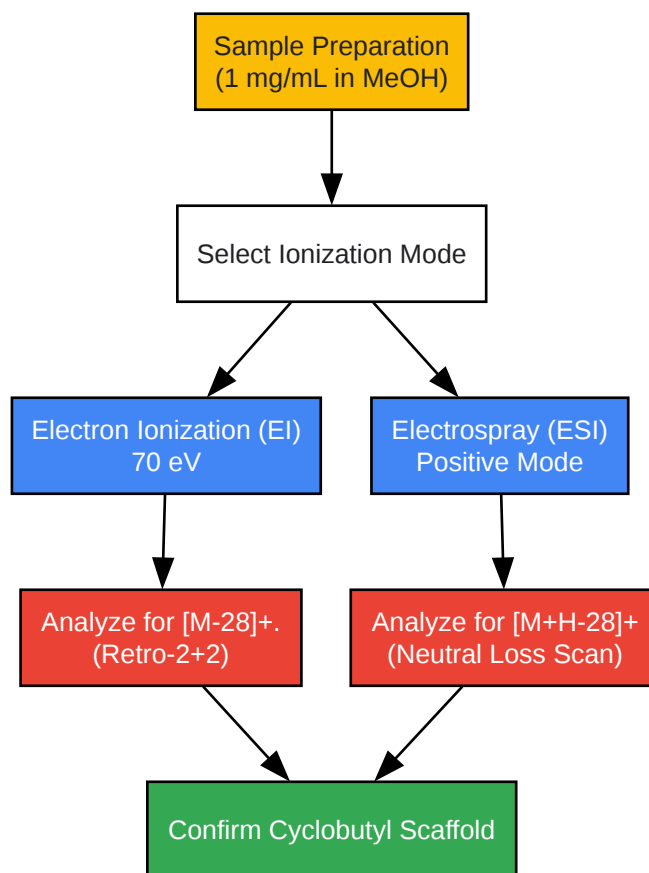 Sample Preparation
(1 mg/mL in MeOH)
Select Ionization Mode
Electron Ionization (EI)
70 eV
Electrospray (ESI)
Positive Mode
Analyze for [M-28]+.
(Retro-2+2)
Analyze for [M+H-28]+
(Neutral Loss Scan)
Confirm Cyclobutyl Scaffold